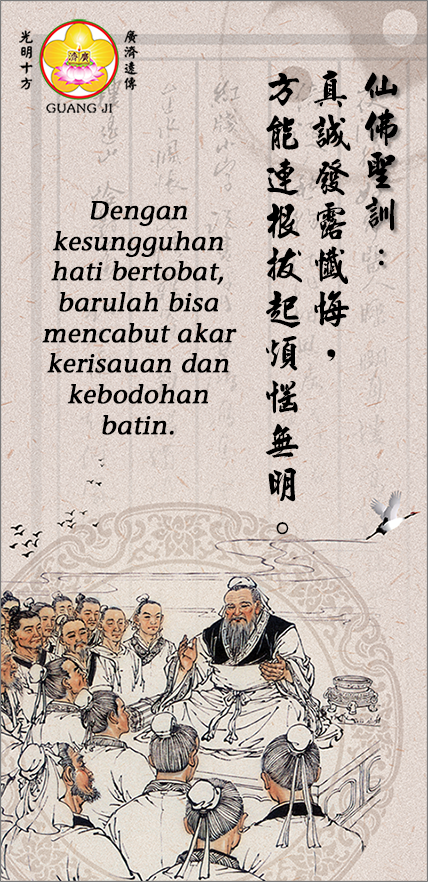 光明十方
廣濟遠傳
廣濟
GUANG JI
仙佛聖訓：
真誠發露懺悔，
方能連根拔起煩惱無明。
Dengan
kesungguhan
hati bertobat,
barulah bisa
mencabut akar
kerisauan dan
kebodohan
batin.